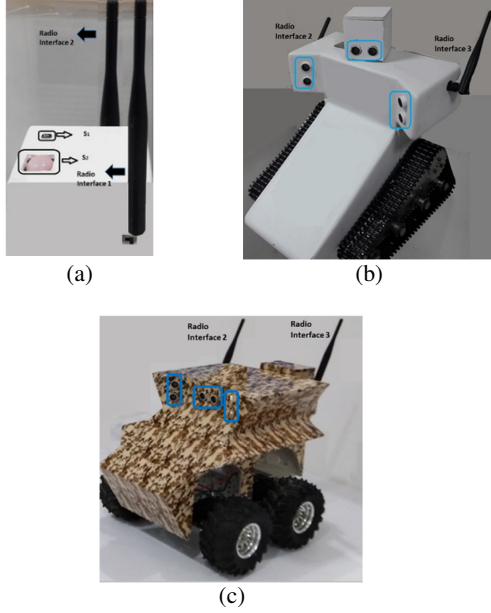 Radio
Interface 2
S1
S2
Radio
Interface 1
(a)
Radio
Interface 2
Radio
Interface 3
(b)
Radio
Interface 2
Radio
Interface 3
(c)